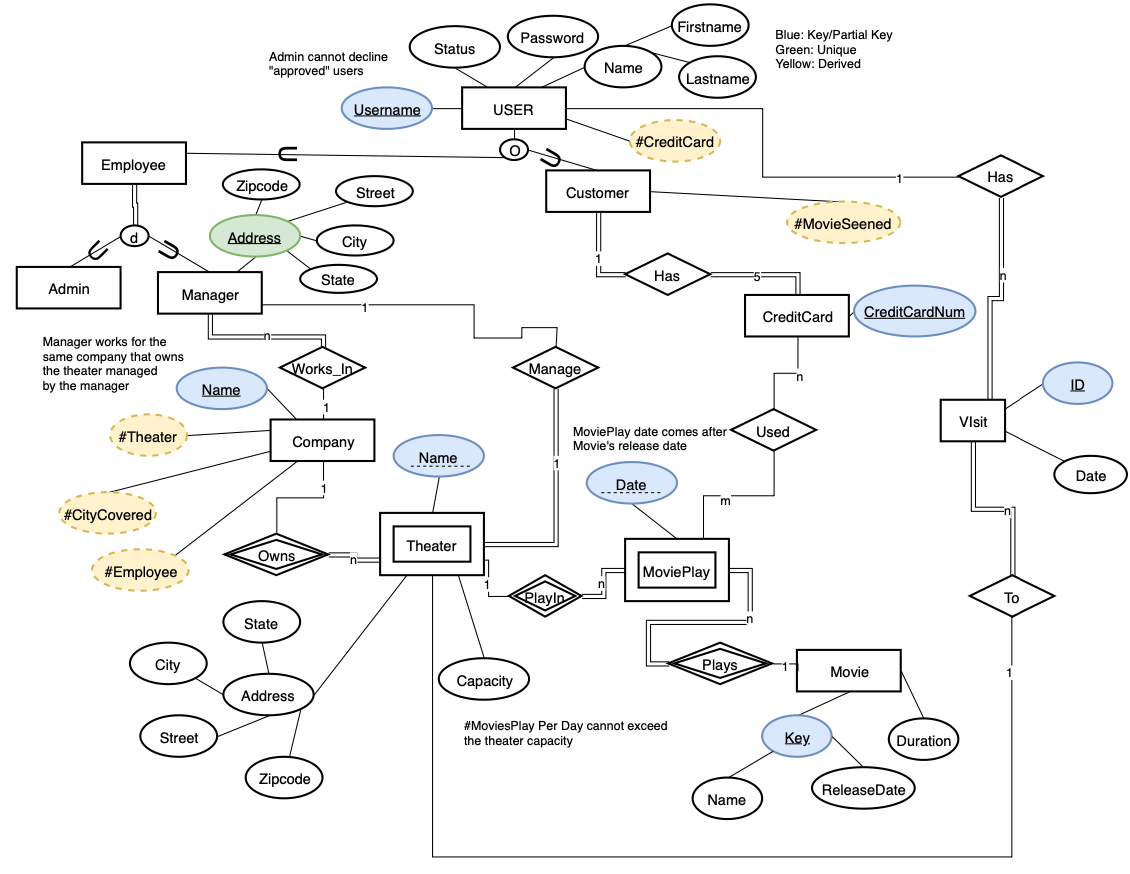 Firstname
Password
Status
Name
Lastname
Blue: Key/Partial Key
Green: Unique
Yellow: Derived
Admin cannot decline
"approved" users
Username
USER
#CreditCard
O
Employee
Customer
1
Has
Zipcode
Street
#MovieSeened
d
Address
City
State
Admin
Manager
1
Has
5
n
1
CreditCard
CreditCardNum
Manager works for the
same company that owns
the theater managed
by the manager
n
Works_In
Manage
n
Name
1
ID
#Theater
Company
MoviePlay date comes after
Movie's release date
Used
VIsit
Name
1
Date
1
Date
#CityCovered
m
n
Owns
n
Theater
#Employee
1
PlayIn
n
MoviePlay
To
State
n
City
Address
Capacity
Plays
1
Movie
1
Street
#MoviesPlay Per Day cannot exceed
the theater capacity
Key
Duration
Zipcode
Name
ReleaseDate